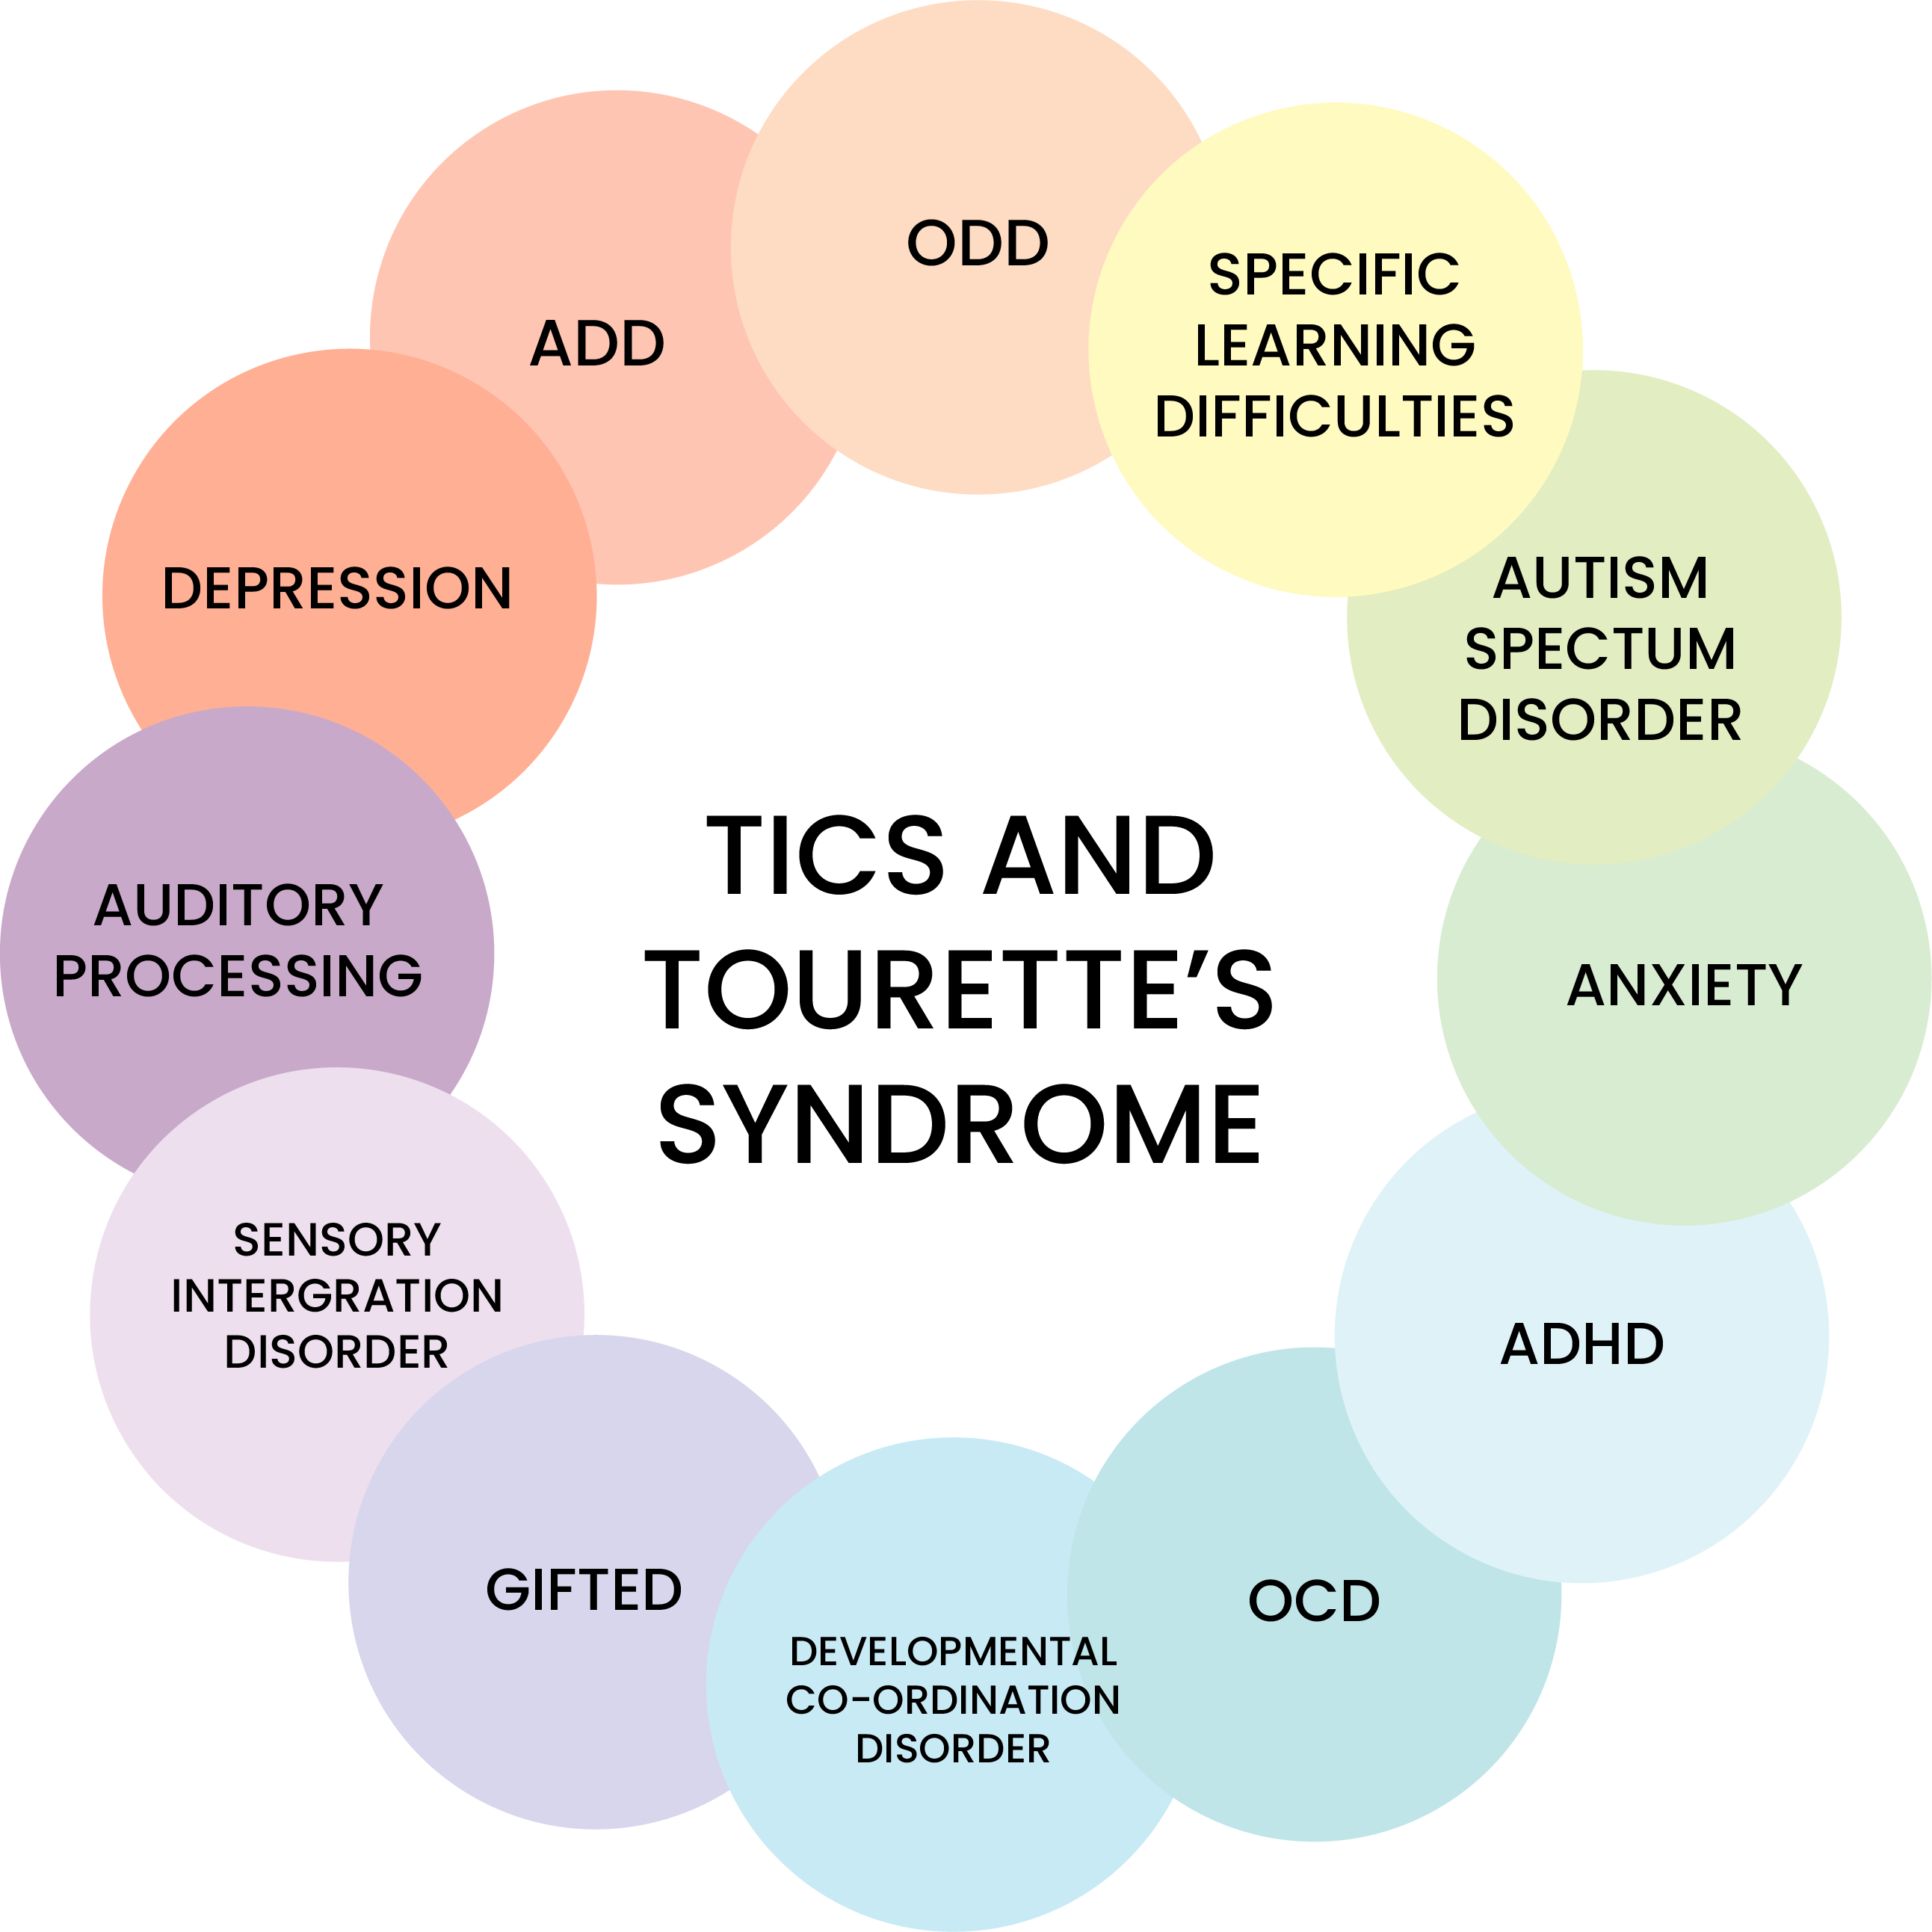 ODD
ADD
SPECIFIC
LEARNING
DIFFICULTIES
DEPRESSION
AUTISM
SPECTUM
DISORDER
TICS AND
TOURETTE’S
SYNDROME
AUDITORY
PROCESSING
ANXIETY
SENSORY
INTERGRATION
DISORDER
ADHD
GIFTED
OCD
DEVELOPMENTAL
CO-ORDINATION
DISORDER